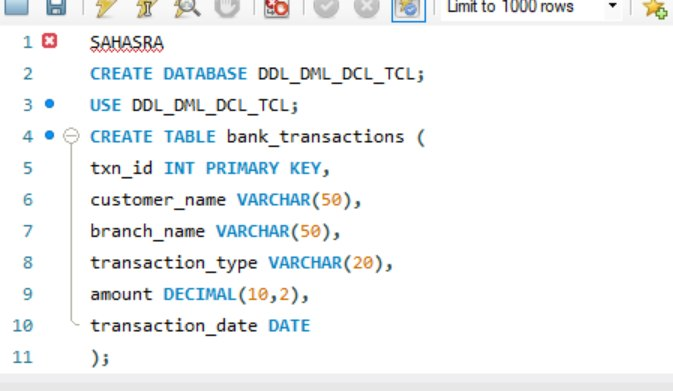 Limit to 1000 rows
1 SAHASRA
2 CREATE DATABASE DDL_DML_DCL_TCL;
3 USE DDL_DML_DCL_TCL;
4 CREATE TABLE bank_transactions (
5 txn_id INT PRIMARY KEY,
6 customer_name VARCHAR(50),
7 branch_name VARCHAR(50),
8 transaction_type VARCHAR(20),
9 amount DECIMAL(10,2),
10 transaction_date DATE
11 );